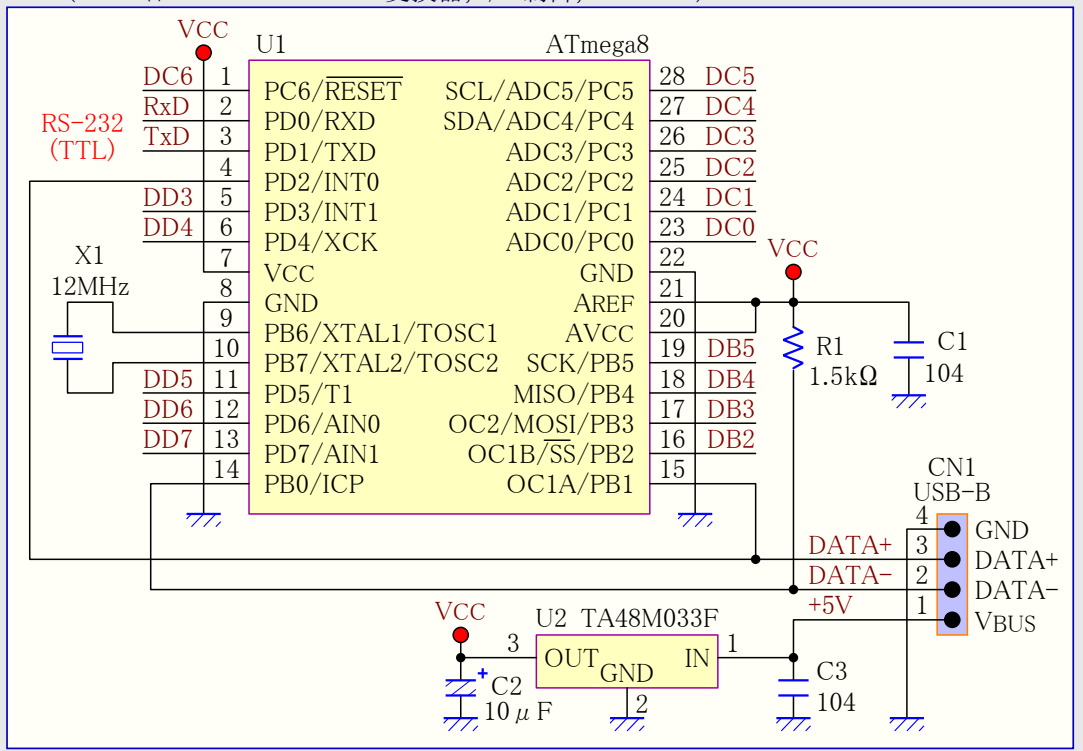 VCC
U1 ATmega8
DC6 1 PC6/RESET SCL/ADC5/PC5 28 DC5
RxD 2 PD0/RXD SDA/ADC4/PC4 27 DC4
RS-232
(TTL)
TxD 3 PD1/TXD ADC3/PC3 26 DC3
4 PD2/INT0 ADC2/PC2 25 DC2
DD3 5 PD3/INT1 ADC1/PC1 24 DC1
DD4 6 PD4/XCK ADC0/PC0 23 DC0
X1
12MHz
7 VCC GND 22
VCC
8 GND AREF 21
9 PB6/XTAL1/TOSC1 AVCC 20
10 PB7/XTAL2/TOSC2 SCK/PB5 19 DB5
R1
1.5kΩ
C1
104
DD5 11 PD5/T1 MISO/PB4 18 DB4
DD6 12 PD6/AIN0 OC2/MOSI/PB3 17 DB3
DD7 13 PD7/AIN1 OC1B/SS/PB2 16 DB2
14 PB0/ICP OC1A/PB1 15
CN1
USB-B
4 GND
DATA+ 3 DATA+
DATA- 2 DATA-
+5V 1 VBUS
VCC
U2 TA48M033F
3 OUT GND IN 1
2
C2
+
10μF
C3
104